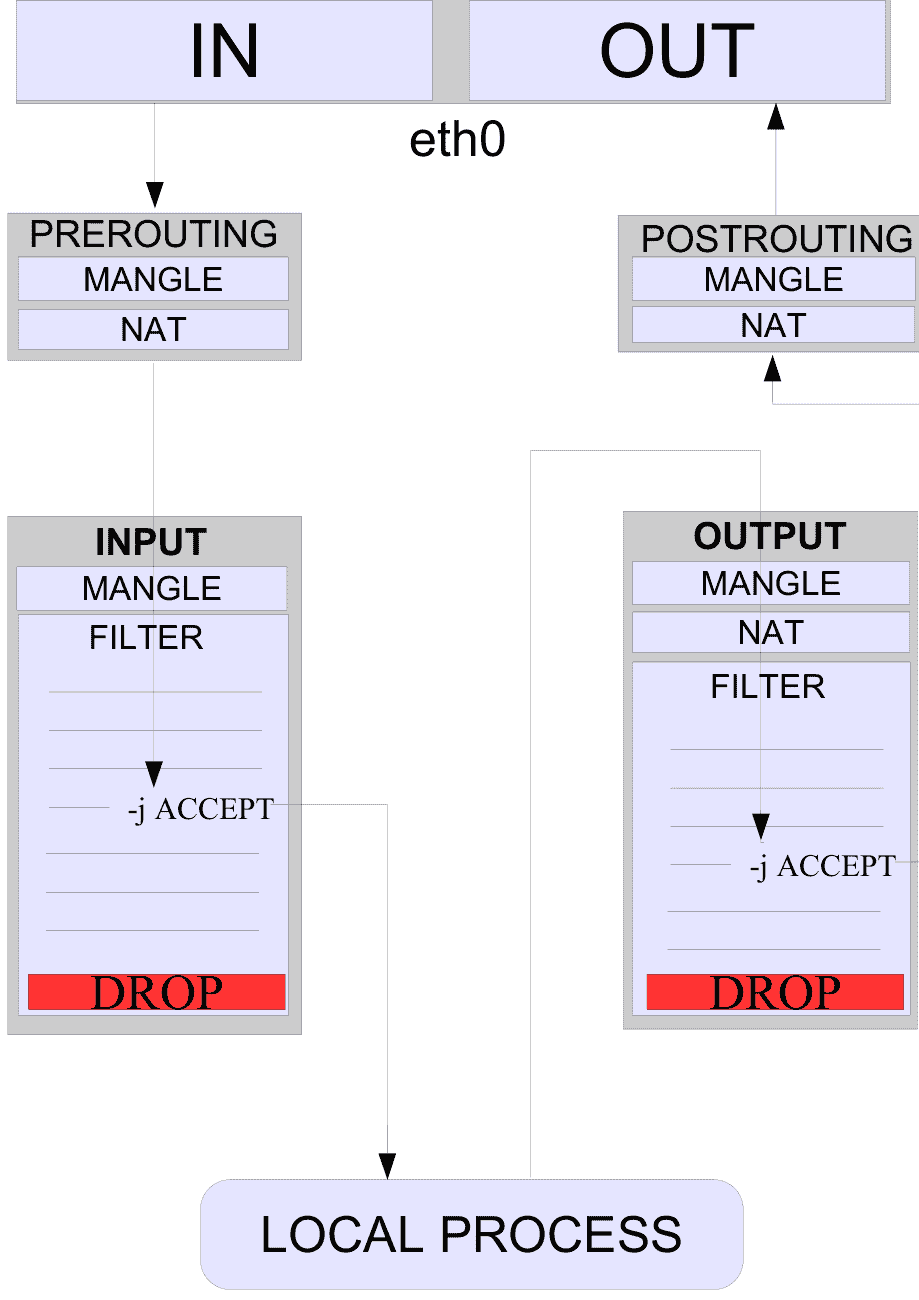 IN
OUT
eth0
PREROUTING
MANGLE
NAT
POSTROUTING
MANGLE
NAT
INPUT
MANGLE
FILTER
-j ACCEPT
DROP
OUTPUT
MANGLE
NAT
FILTER
-j ACCEPT
DROP
LOCAL PROCESS